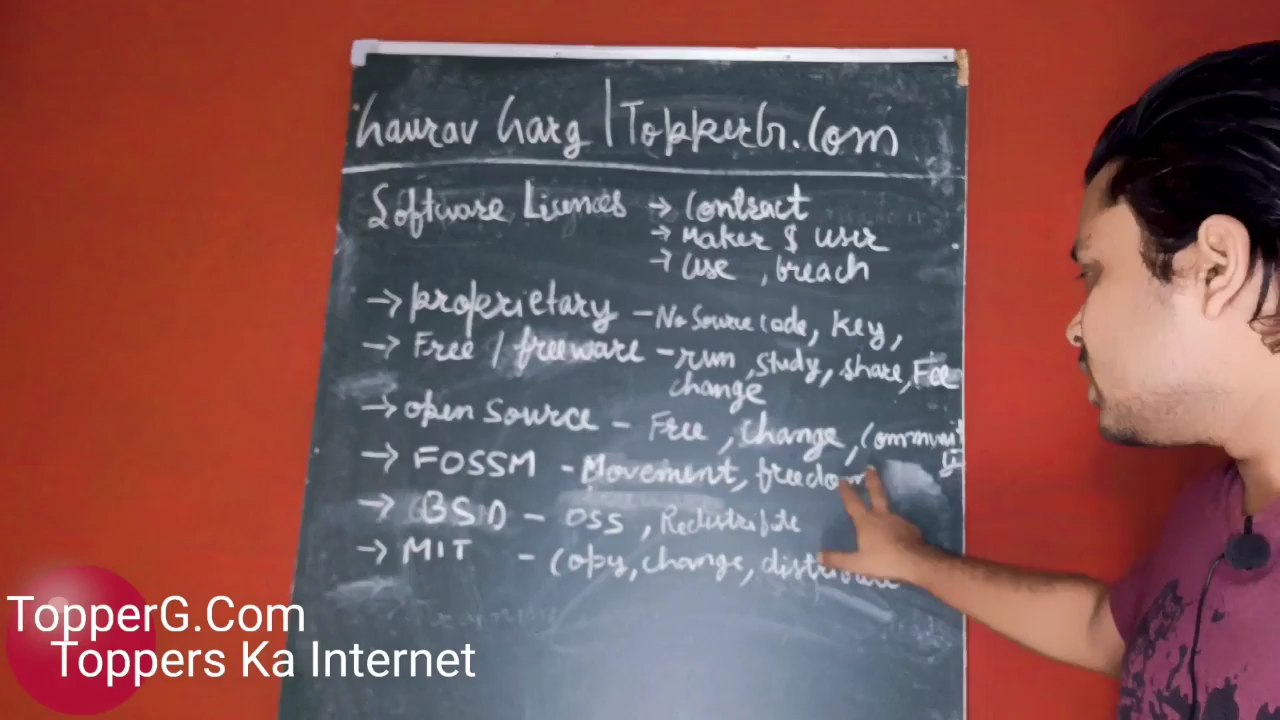 Gaurav Garg | TopperG.Com
Software Licences → Contract
→ Maker & user
→ Use, breach
→ proprietary - No Source code, key,
→ Free / freeware - run, study, share, Fee
change
→ open Source - Free, change, Community
→ FOSSM - Movement, freedom
→ BSD - OSS, Redistribute
→ MIT - Copy, change, distribute
TopperG.Com
Toppers Ka Internet